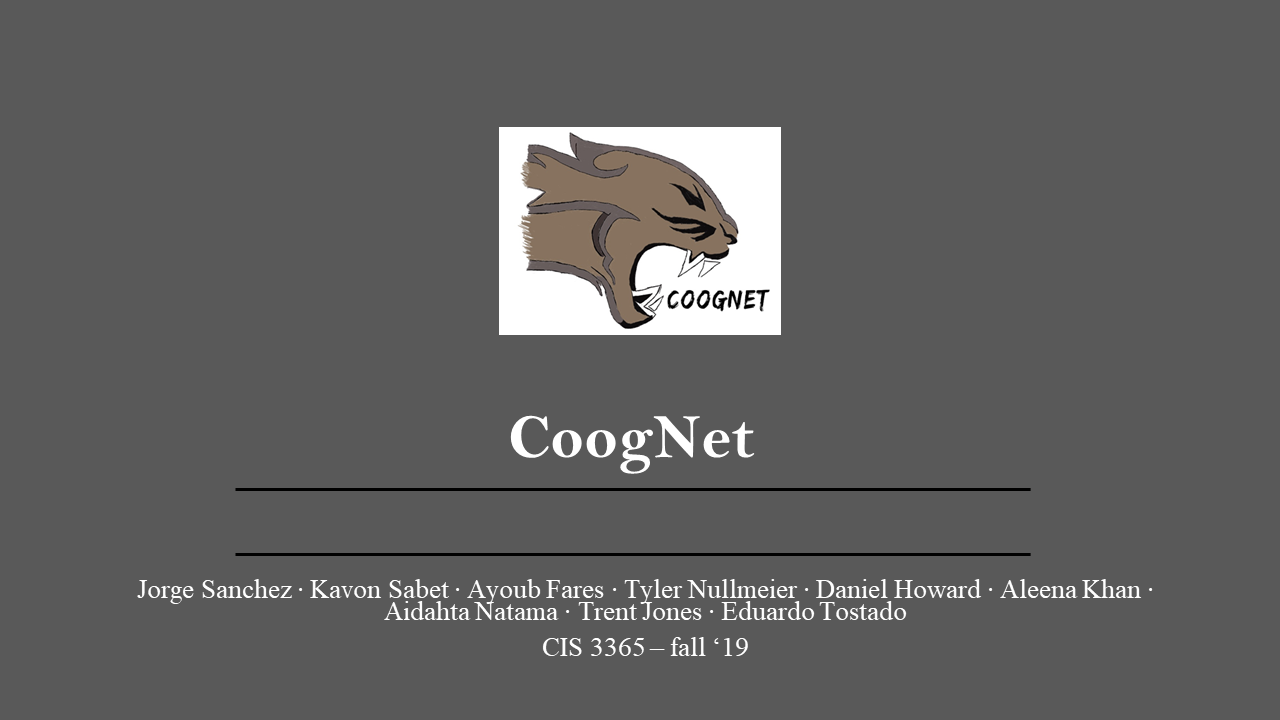 COOGNET
CoogNet
Jorge Sanchez · Kavon Sabet · Ayoub Fares · Tyler Nullmeier · Daniel Howard · Aleena Khan ·
Aidahta Natama · Trent Jones · Eduardo Tostado
CIS 3365 – fall ‘19